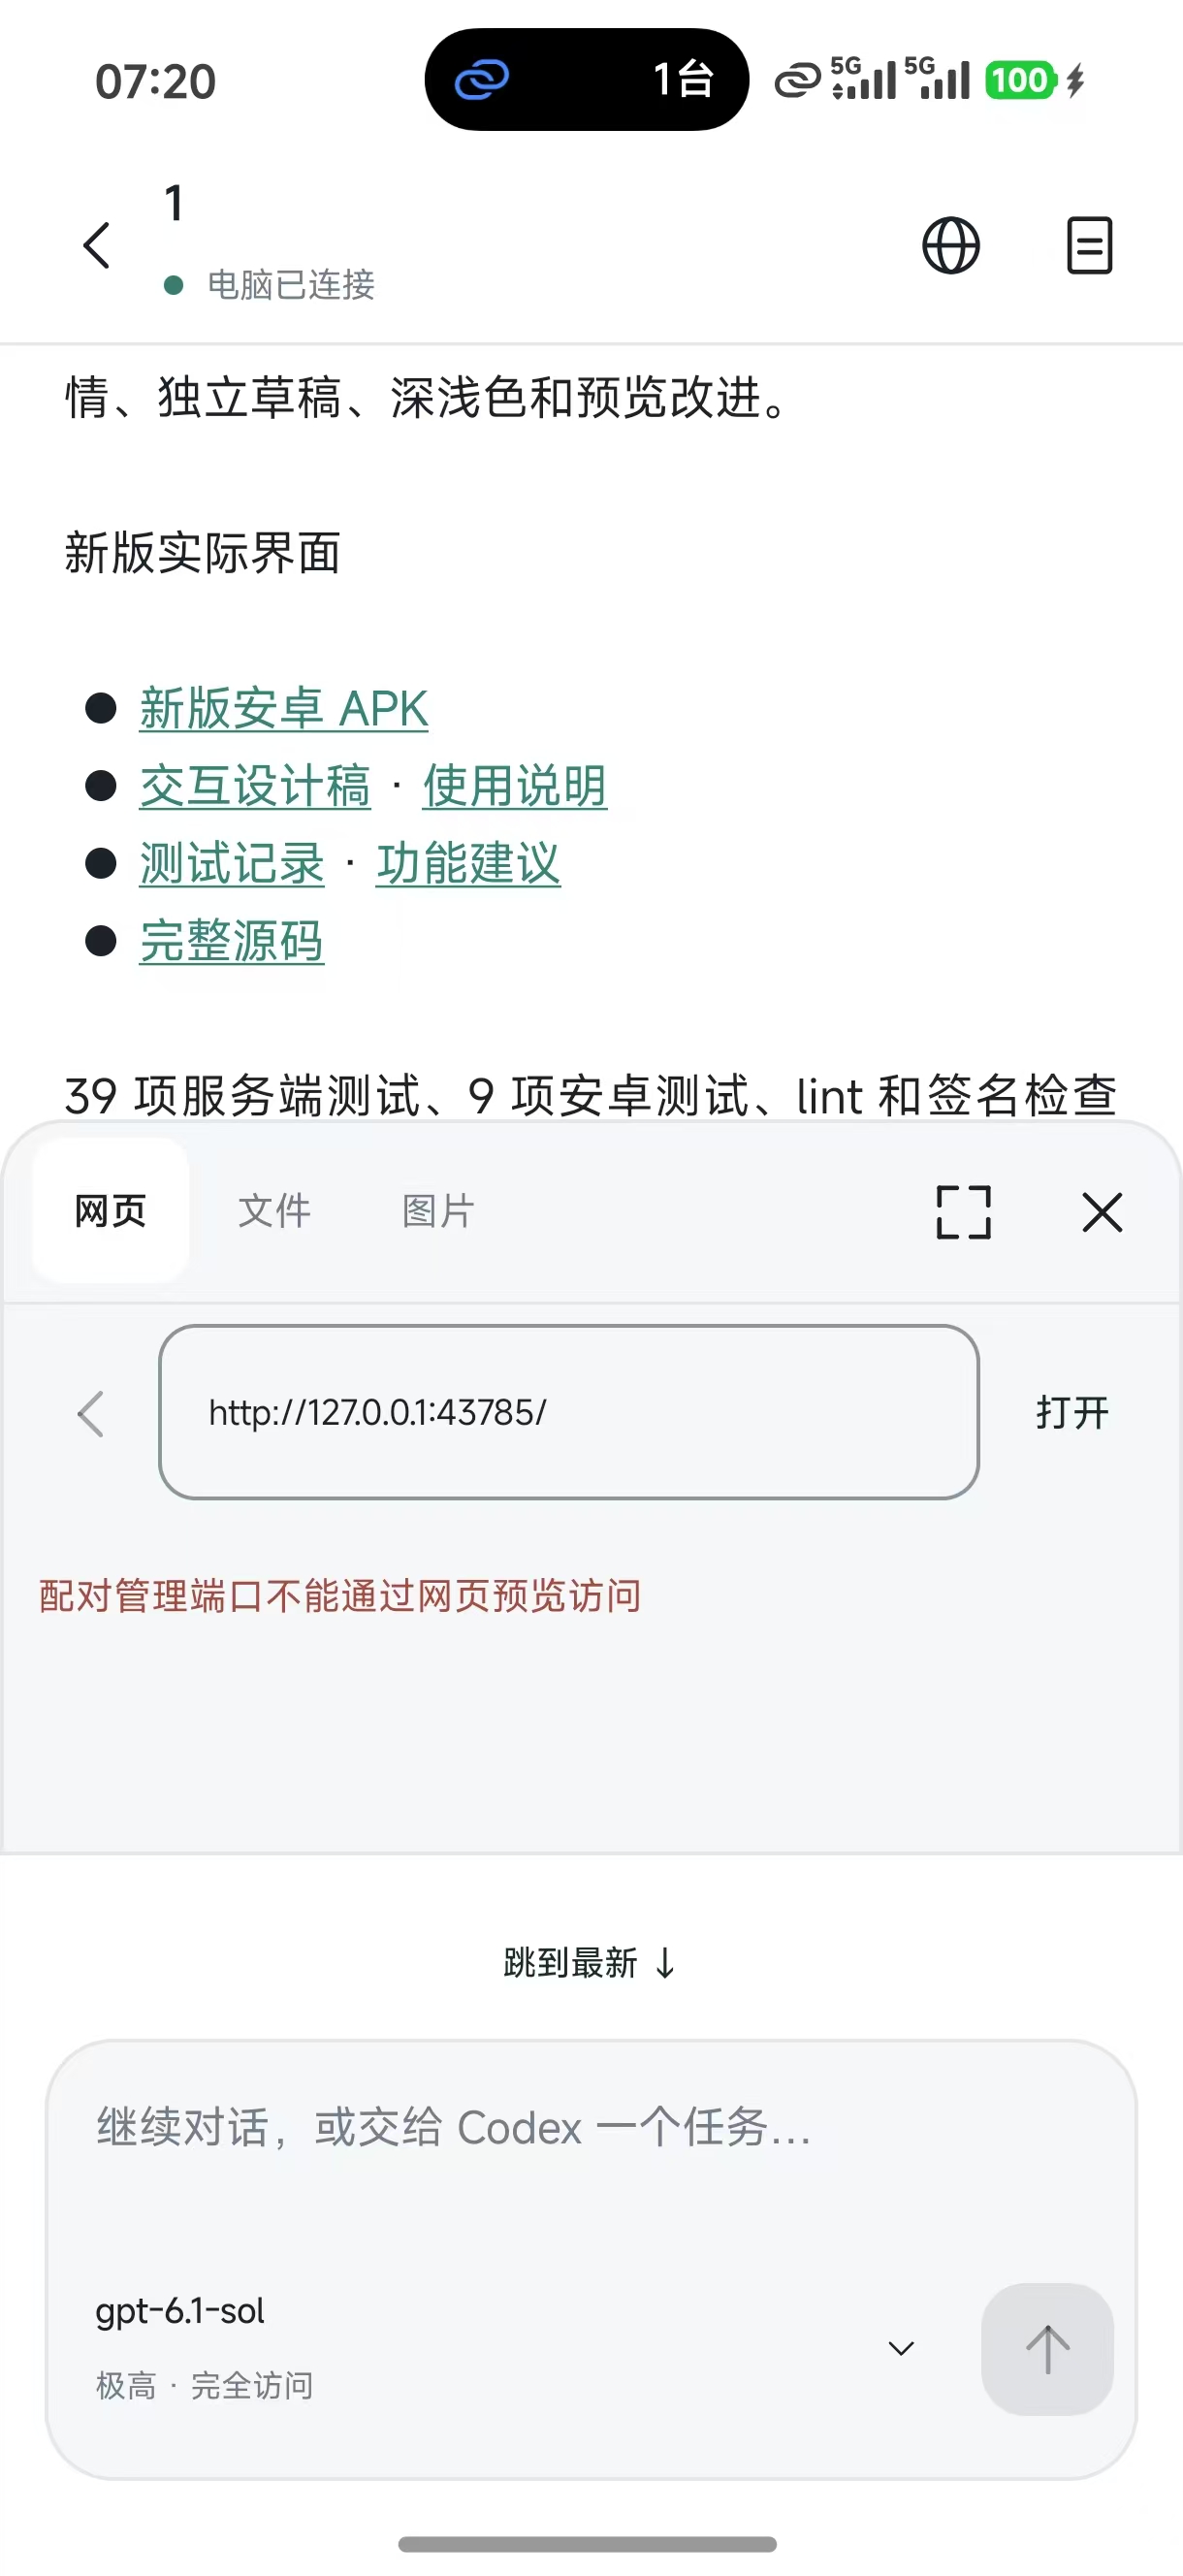 07:20
1台
5G
5G
100
1
电脑已连接
情、独立草稿、深浅色和预览改进。
新版实际界面
新版安卓 APK
交互设计稿 · 使用说明
测试记录 · 功能建议
完整源码
39 项服务端测试、9 项安卓测试、lint 和签名检查
网页 文件 图片
http://127.0.0.1:43785/
打开
配对管理端口不能通过网页预览访问
跳到最新 ↓
继续对话，或交给 Codex 一个任务...
gpt-6.1-sol
极高 · 完全访问